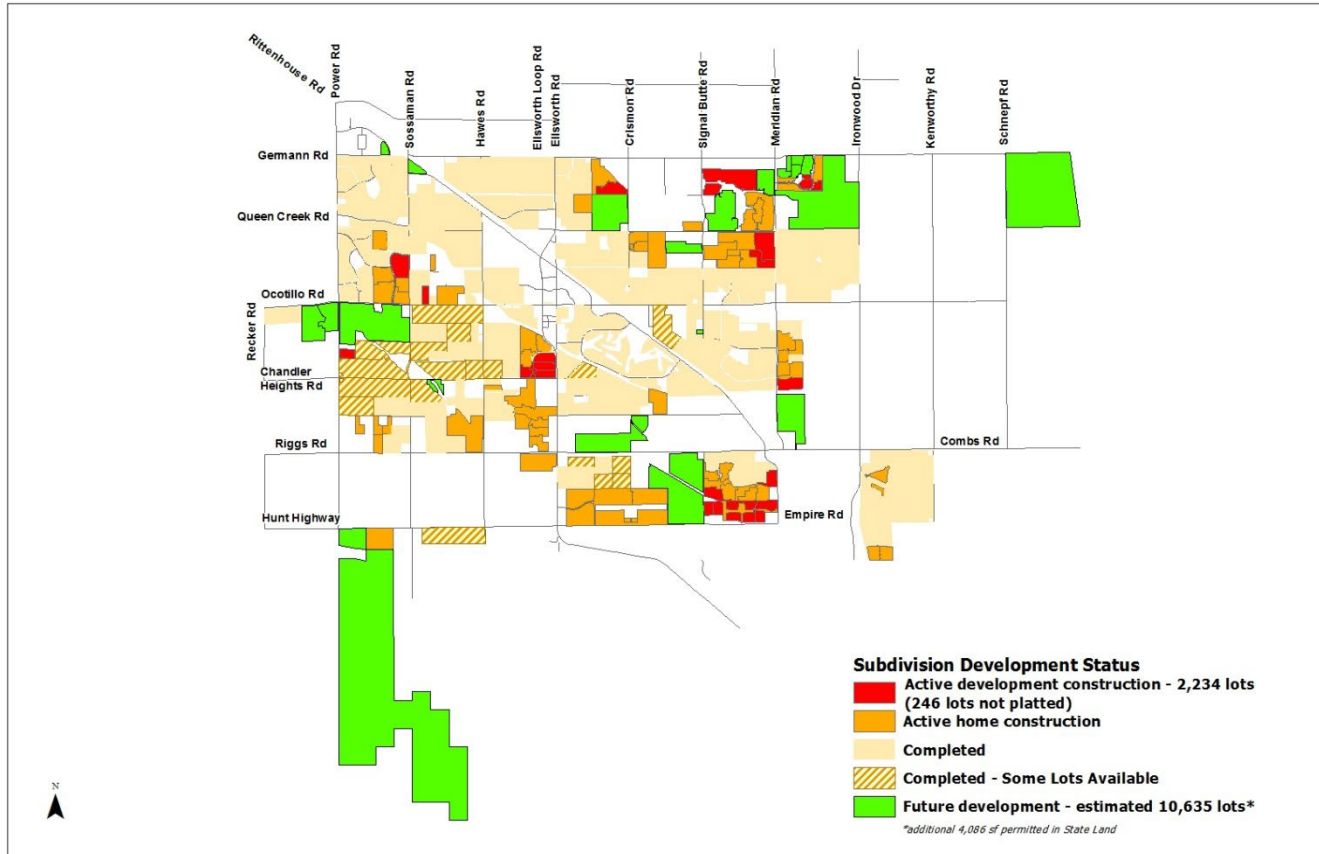 Rittenhouse Rd
Power Rd
Sossaman Rd
Hawes Rd
Ellsworth Loop Rd
Ellsworth Rd
Crismon Rd
Signal Butte Rd
Meridian Rd
Ironwood Dr
Kenworthy Rd
Schnepf Rd
Germann Rd
Queen Creek Rd
Ocotillo Rd
Recker Rd
Chandler
Heights Rd
Riggs Rd
Combs Rd
Hunt Highway
Empire Rd
Subdivision Development Status
Active development construction - 2,234 lots
(246 lots not platted)
Active home construction
Completed
Completed - Some Lots Available
Future development - estimated 10,635 lots*
*additional 4,086 sf permitted in State Land
N